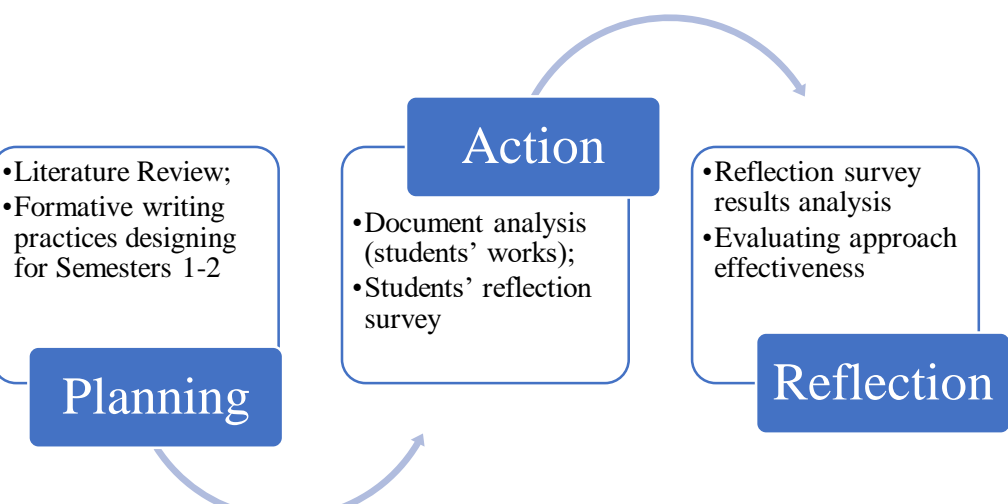 •Literature Review;
•Formative writing
practices designing
for Semesters 1-2
Planning
Action
•Document analysis
(students’ works);
•Students’ reflection
survey
•Reflection survey
results analysis
•Evaluating approach
effectiveness
Reflection